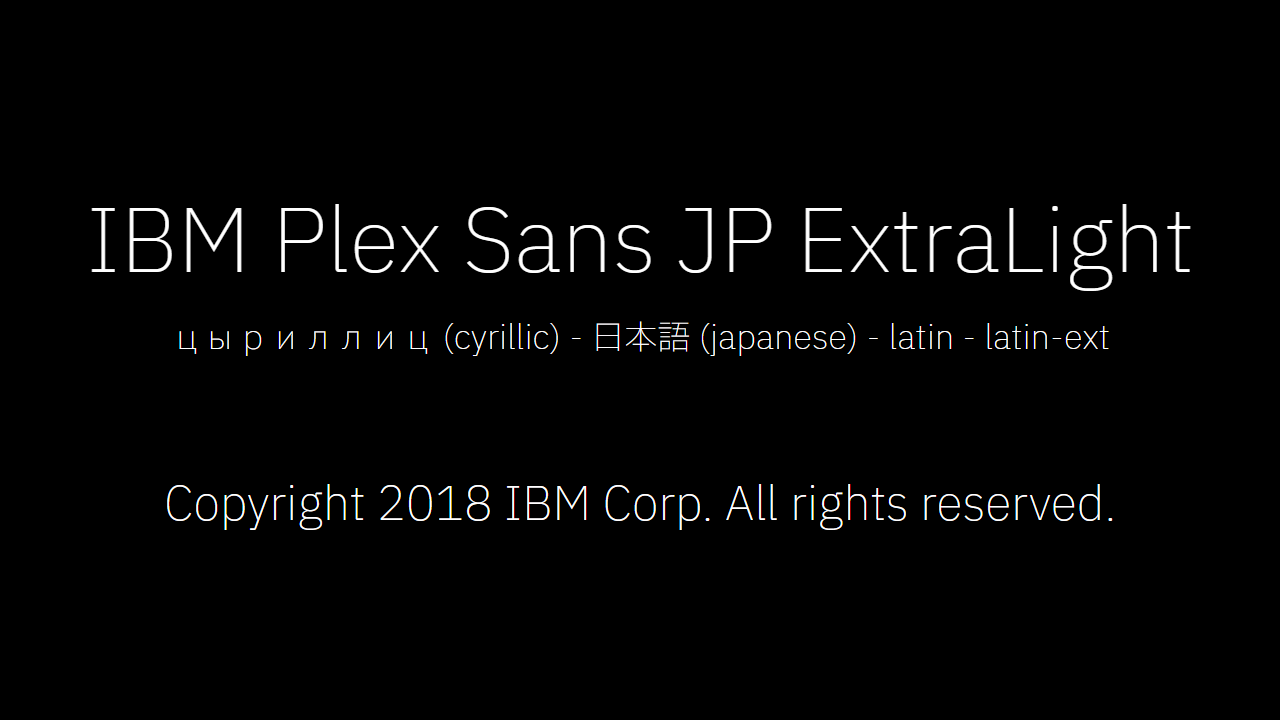 IBM Plex Sans JP ExtraLight
цыриллиц (cyrillic) - 日本語 (japanese) - latin - latin-ext
Copyright 2018 IBM Corp. All rights reserved.